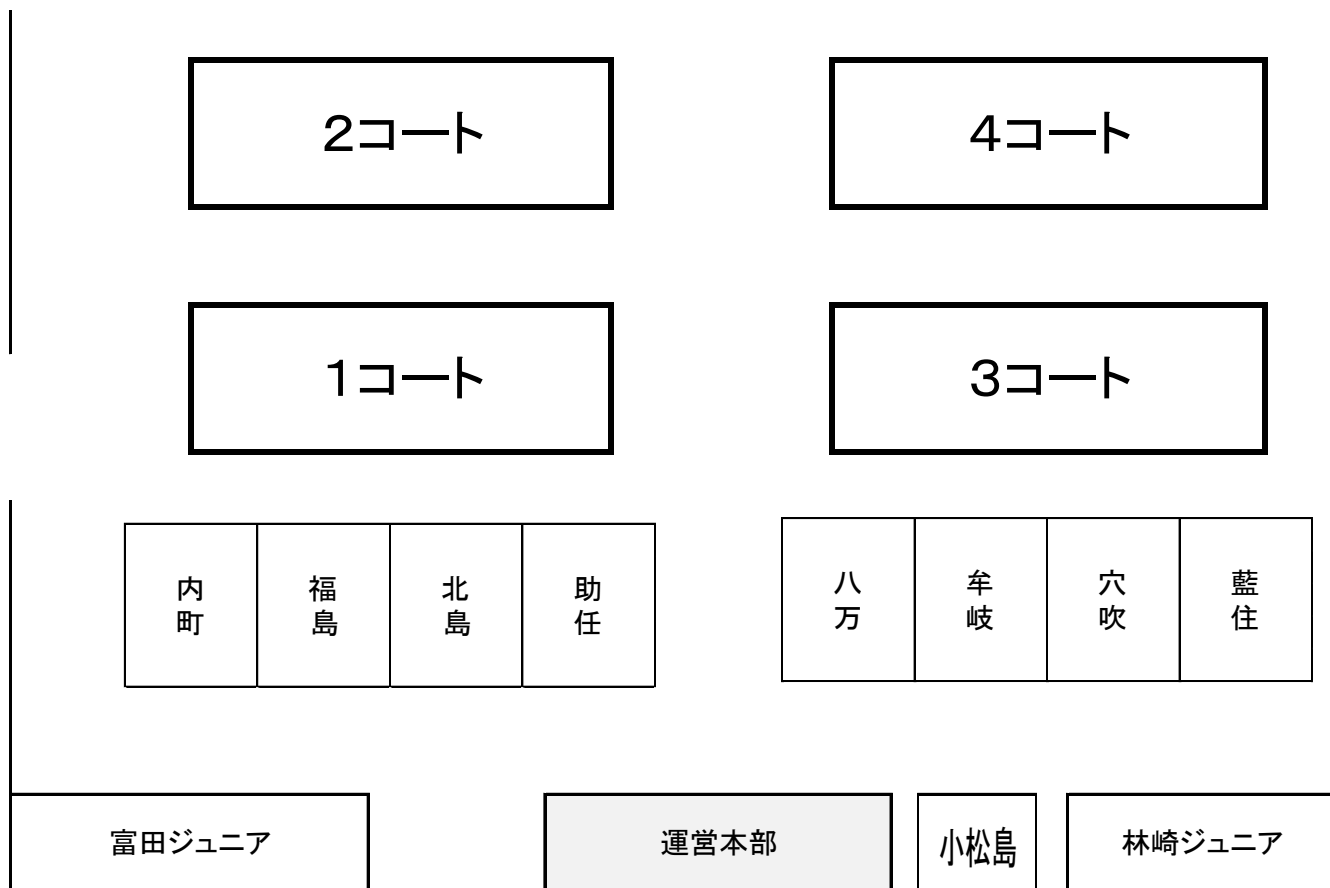 ２コート
４コート
１コート
３コート
内町
福島
北島
助任
八万
牟岐
穴吹
藍住
富田ジュニア
運営本部
小松島
林崎ジュニア